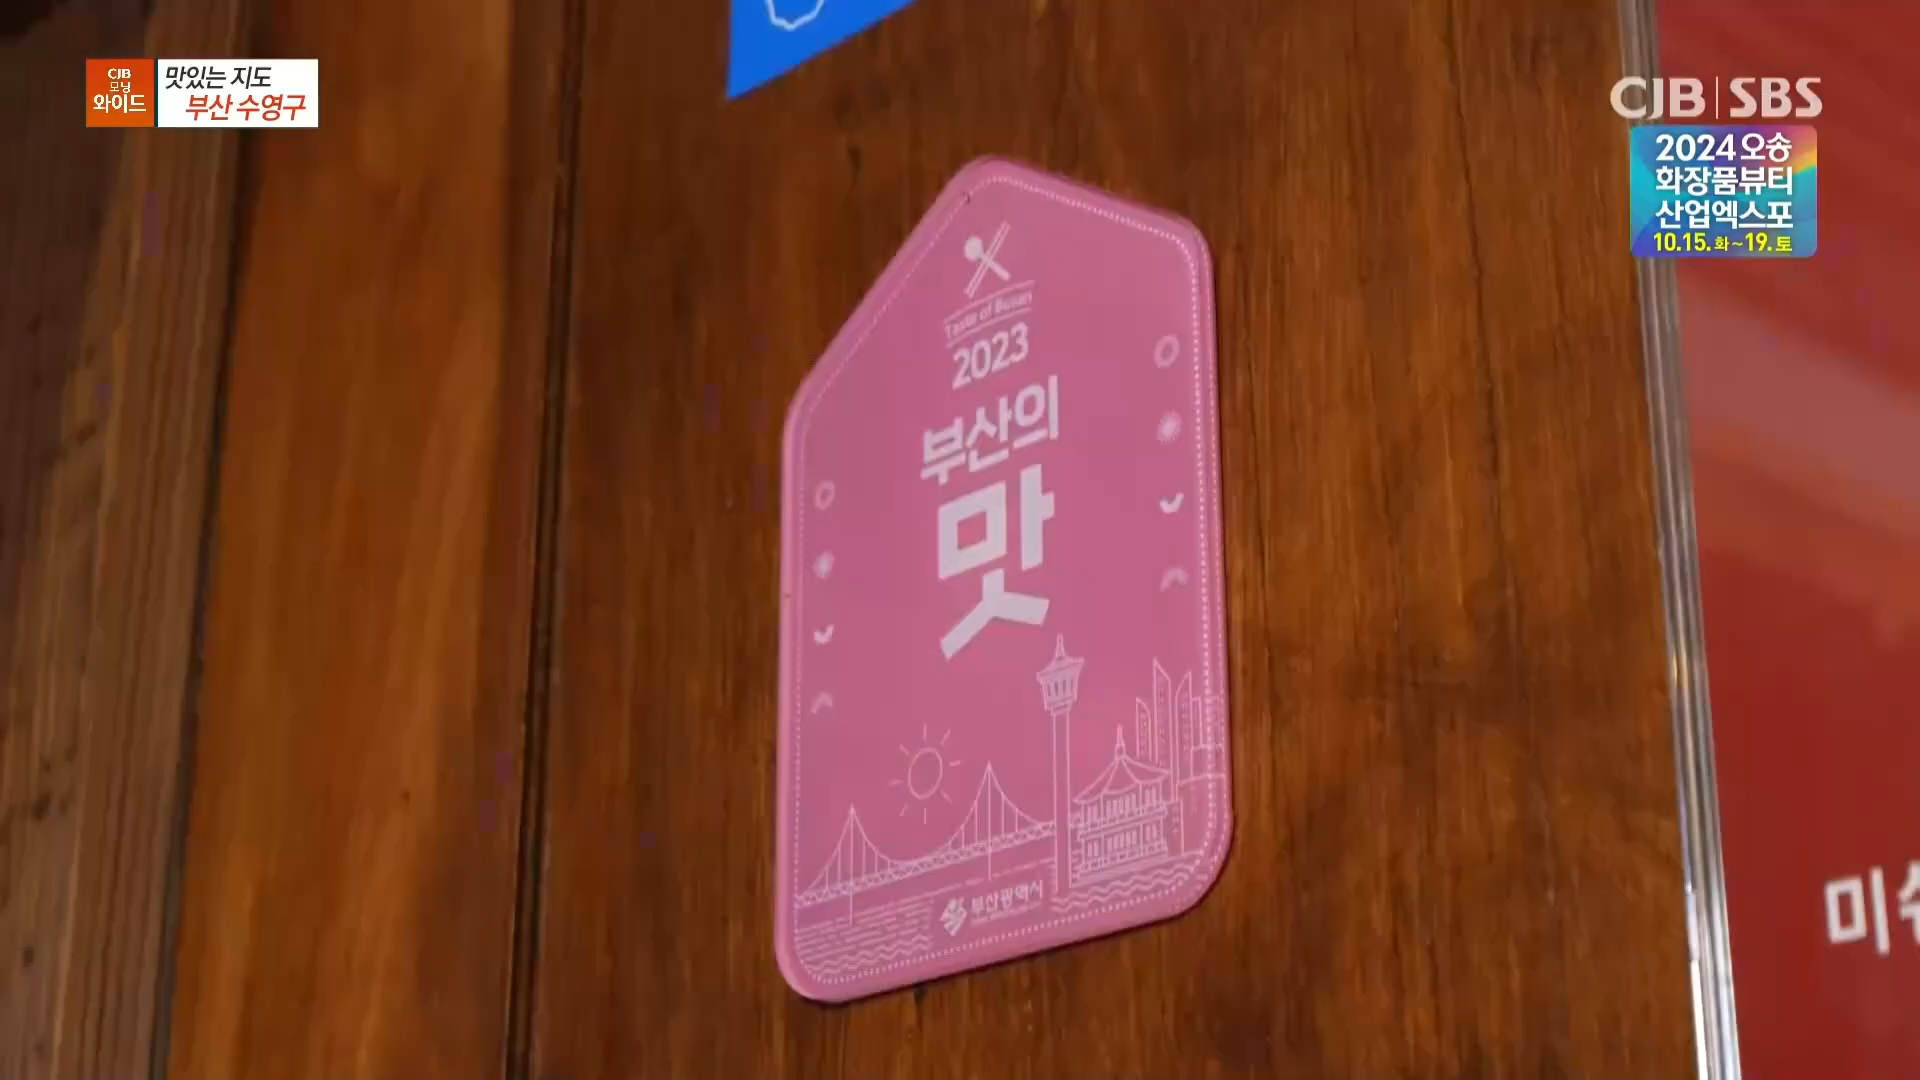 CJB
모닝
와이드
맛있는 지도
부산 수영구
CJB SBS
2024 오송
화장품뷰티
산업엑스포
10.15.화~19.토
Taste of Busan
2023
부산의
맛
부산광역시